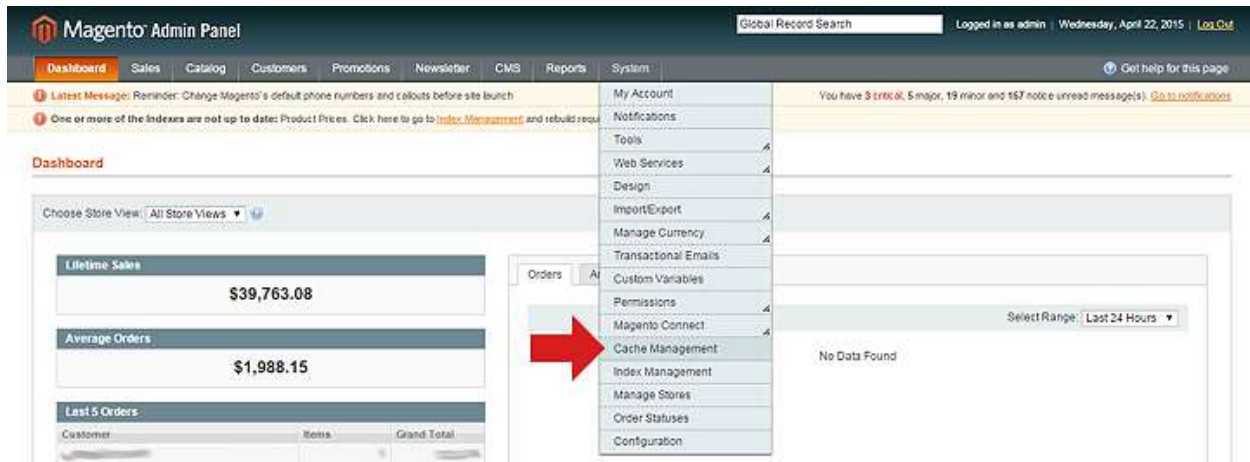 Magento Admin Panel
Global Record Search
Logged in as admin | Wednesday, April 22, 2015 | Log Out
Dashboard Sales Catalog Customers Promotions Newsletter CMS Reports System
Get help for this page
Latest Message: Reminder: Change Magento's default phone numbers and callouts before site launch
You have 3 critical, 5 major, 19 minor and 167 notice unread message(s). Go to notifications
One or more of the Indexes are not up to date: Product Prices. Click here to go to Index Management and rebuild requ
My Account
Notifications
Tools
Web Services
Design
Import/Export
Manage Currency
Transactional Emails
Custom Variables
Permissions
Magento Connect
Cache Management
Index Management
Manage Stores
Order Statuses
Configuration
Dashboard
Choose Store View: All Store Views
Lifetime Sales
$39,763.08
Average Orders
$1,988.15
Last 5 Orders
Customer Items Grand Total
Orders
Select Range: Last 24 Hours
No Data Found